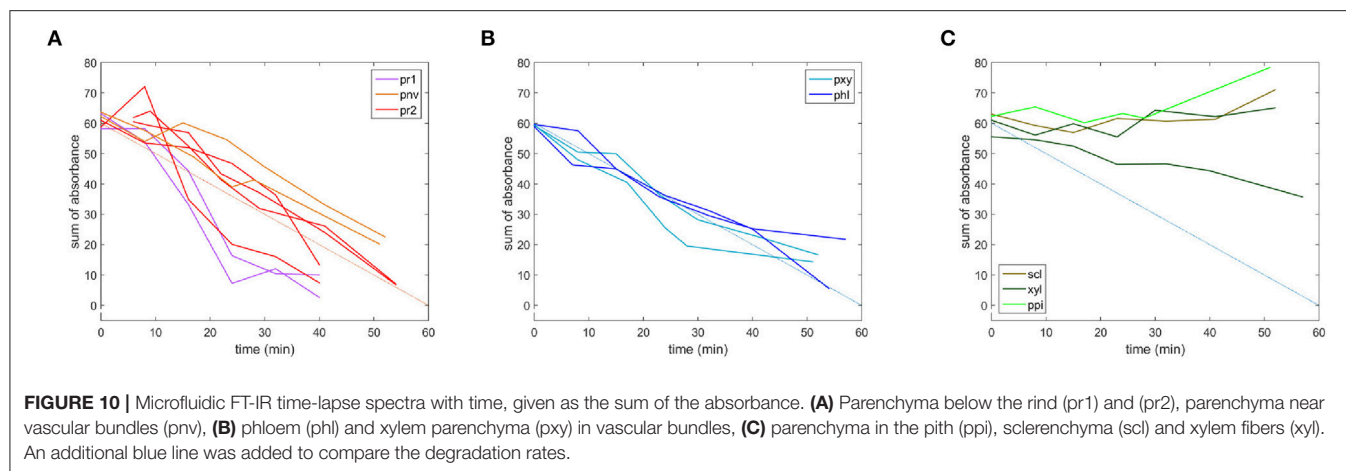 A
80
70
60
50
40
30
20
10
0
sum of absorbance
0 10 20 30 40 50 60
time (min)
pr1
pnv
pr2
B
80
70
60
50
40
30
20
10
0
sum of absorbance
0 10 20 30 40 50 60
time (min)
pxy
phl
C
80
70
60
50
40
30
20
10
0
sum of absorbance
0 10 20 30 40 50 60
time (min)
scl
xyl
ppi
FIGURE 10 | Microfluidic FT-IR time-lapse spectra with time, given as the sum of the absorbance. (A) Parenchyma below the rind (pr1) and (pr2), parenchyma near
vascular bundles (pnv), (B) phloem (phl) and xylem parenchyma (pxy) in vascular bundles, (C) parenchyma in the pith (ppi), sclerenchyma (scl) and xylem fibers (xyl).
An additional blue line was added to compare the degradation rates.